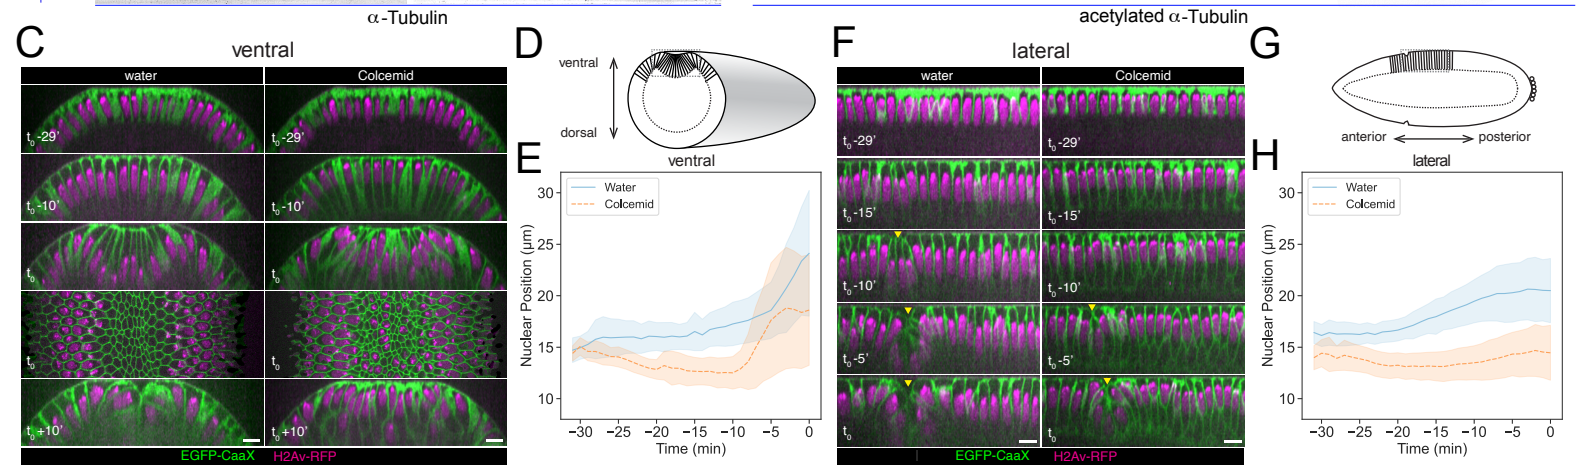 α-Tubulin
acetylated α-Tubulin
C
ventral
water
Colcemid
t0 -29'
t0 -29'
t0 -10'
t0 -10'
t0
t0
t0
t0
t0 +10'
t0 +10'
EGFP-CaaX
H2Av-RFP
D
ventral
dorsal
E
ventral
Water
Colcemid
Nuclear Position (μm)
30
25
20
15
10
−30
−25
−20
−15
−10
−5
0
Time (min)
F
lateral
water
Colcemid
t0 -29'
t0 -29'
t0 -15'
t0 -15'
t0 -10'
t0 -10'
t0 -5'
t0 -5'
t0
t0
EGFP-CaaX
H2Av-RFP
G
anterior
posterior
H
lateral
Water
Colcemid
Nuclear Position (μm)
30
25
20
15
10
−30
−25
−20
−15
−10
−5
0
Time (min)